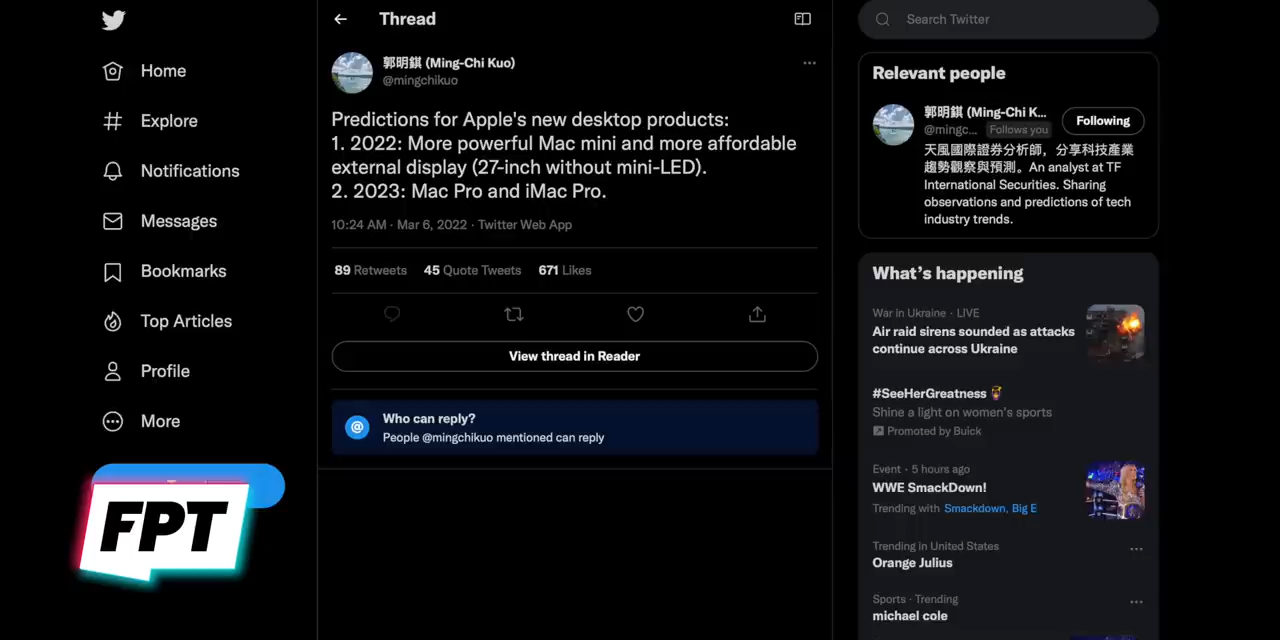 Home
Explore
Notifications
Messages
Bookmarks
Top Articles
Profile
More
FPT
Thread
郭明錤 (Ming-Chi Kuo)
@mingchikuo
Predictions for Apple's new desktop products:
1. 2022: More powerful Mac mini and more affordable
external display (27-inch without mini-LED).
2. 2023: Mac Pro and iMac Pro.
10:24 AM · Mar 6, 2022 · Twitter Web App
89 Retweets 45 Quote Tweets 671 Likes
View thread in Reader
Who can reply?
People @mingchikuo mentioned can reply
Search Twitter
Relevant people
郭明錤 (Ming-Chi K...
@mingc... Follows you
Following
天風國際證券分析師，分享科技產業
趨勢觀察與預測。An analyst at TF
International Securities. Sharing
observations and predictions of tech
industry trends.
What's happening
War in Ukraine · LIVE
Air raid sirens sounded as attacks
continue across Ukraine
#SeeHerGreatness
Shine a light on women's sports
Promoted by Buick
Event · 5 hours ago
WWE SmackDown!
Trending with Smackdown, Big E
Trending in United States
Orange Julius
Sports · Trending
michael cole